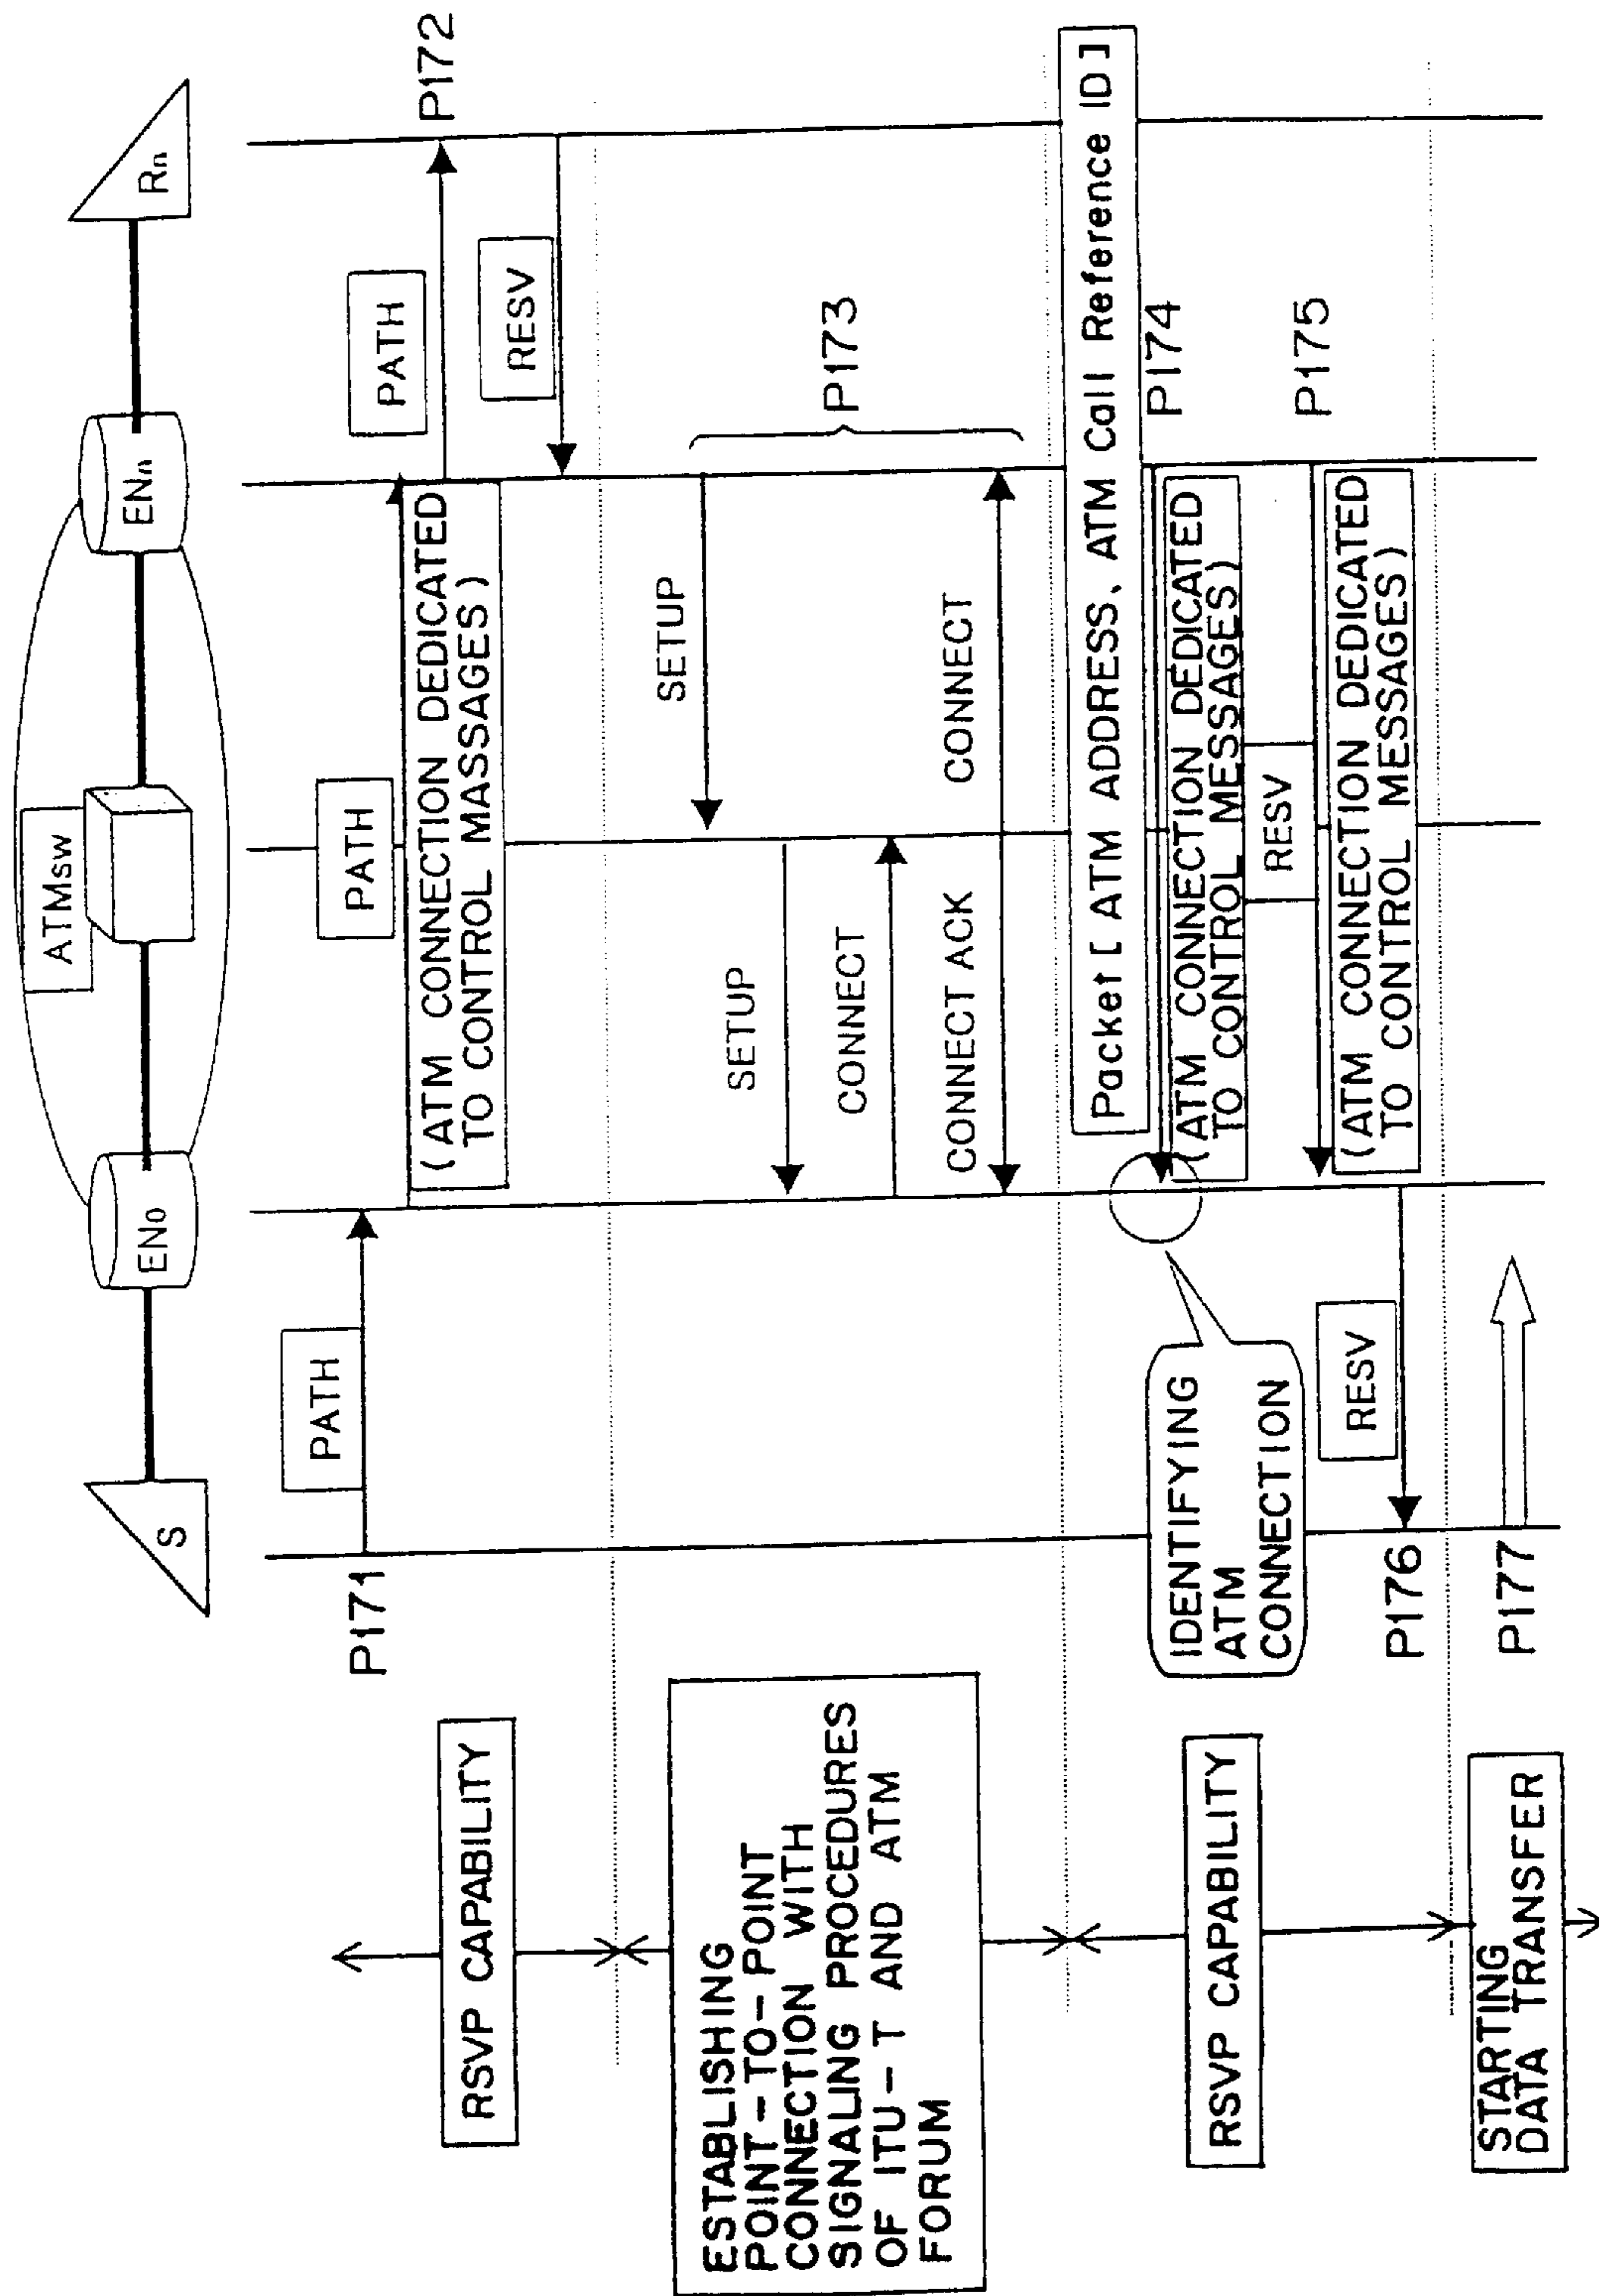 S
ENo
ATMsw
ENn
Rn
P171
PATH
PATH
(ATM CONNECTION DEDICATED
TO CONTROL MASSAGES)
PATH
P172
RESV
RSVP CAPABILITY
ESTABLISHING
POINT-TO-POINT
CONNECTION WITH
SIGNALING PROCEDURES
OF ITU-T AND ATM
FORUM
SETUP
SETUP
CONNECT
CONNECT ACK
CONNECT
P173
Packet [ ATM ADDRESS, ATM Call Reference ID ]
P174
(ATM CONNECTION DEDICATED
TO CONTROL MESSAGES)
IDENTIFYING
ATM
CONNECTION
RSVP CAPABILITY
RESV
P175
(ATM CONNECTION DEDICATED
TO CONTROL MESSAGES)
RESV
P176
P177
STARTING
DATA TRANSFER